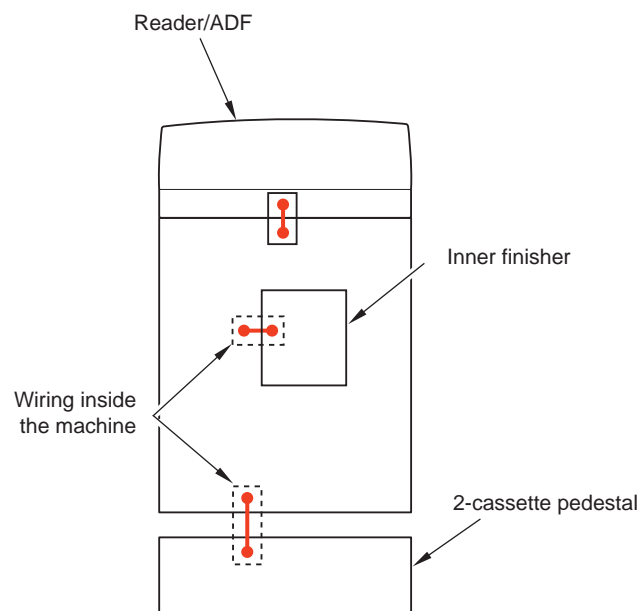 Reader/ADF
Inner finisher
Wiring inside
the machine
2-cassette pedestal